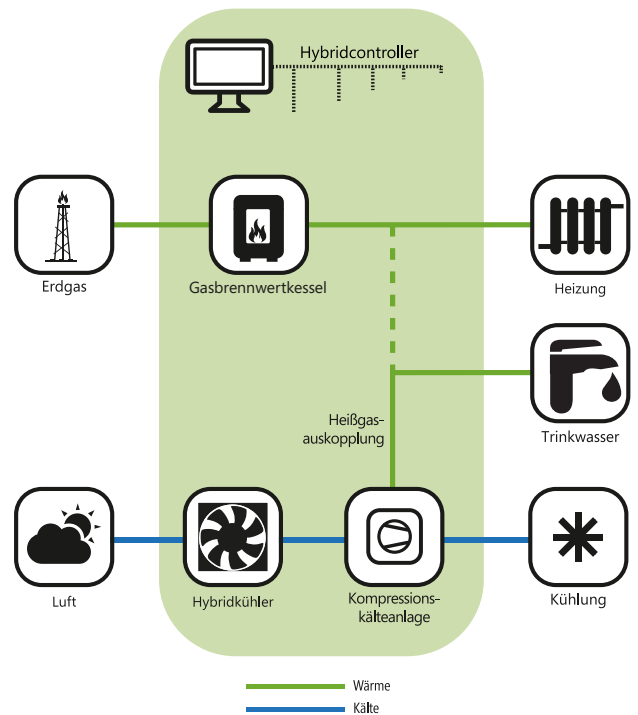 Hybridcontroller
Erdgas
Gasbrennwertkessel
Heizung
Heißgas-
auskopplung
Trinkwasser
Luft
Hybridkühler
Kompressions-
kälteanlage
Kühlung
Wärme
Kälte